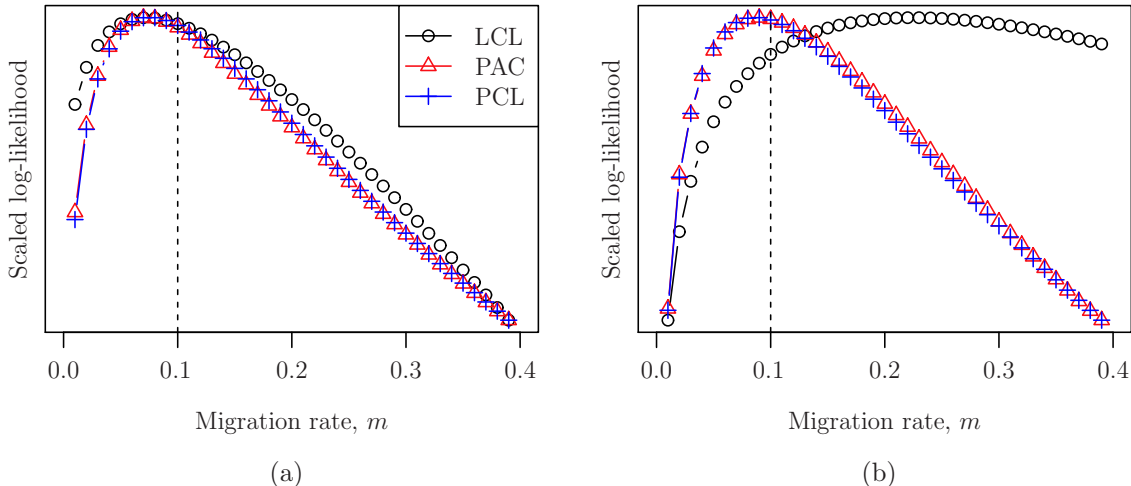 Scaled log-likelihood
LCL
PAC
PCL
0.0 0.1 0.2 0.3 0.4
Migration rate, m
(a)
Scaled log-likelihood
0.0 0.1 0.2 0.3 0.4
Migration rate, m
(b)